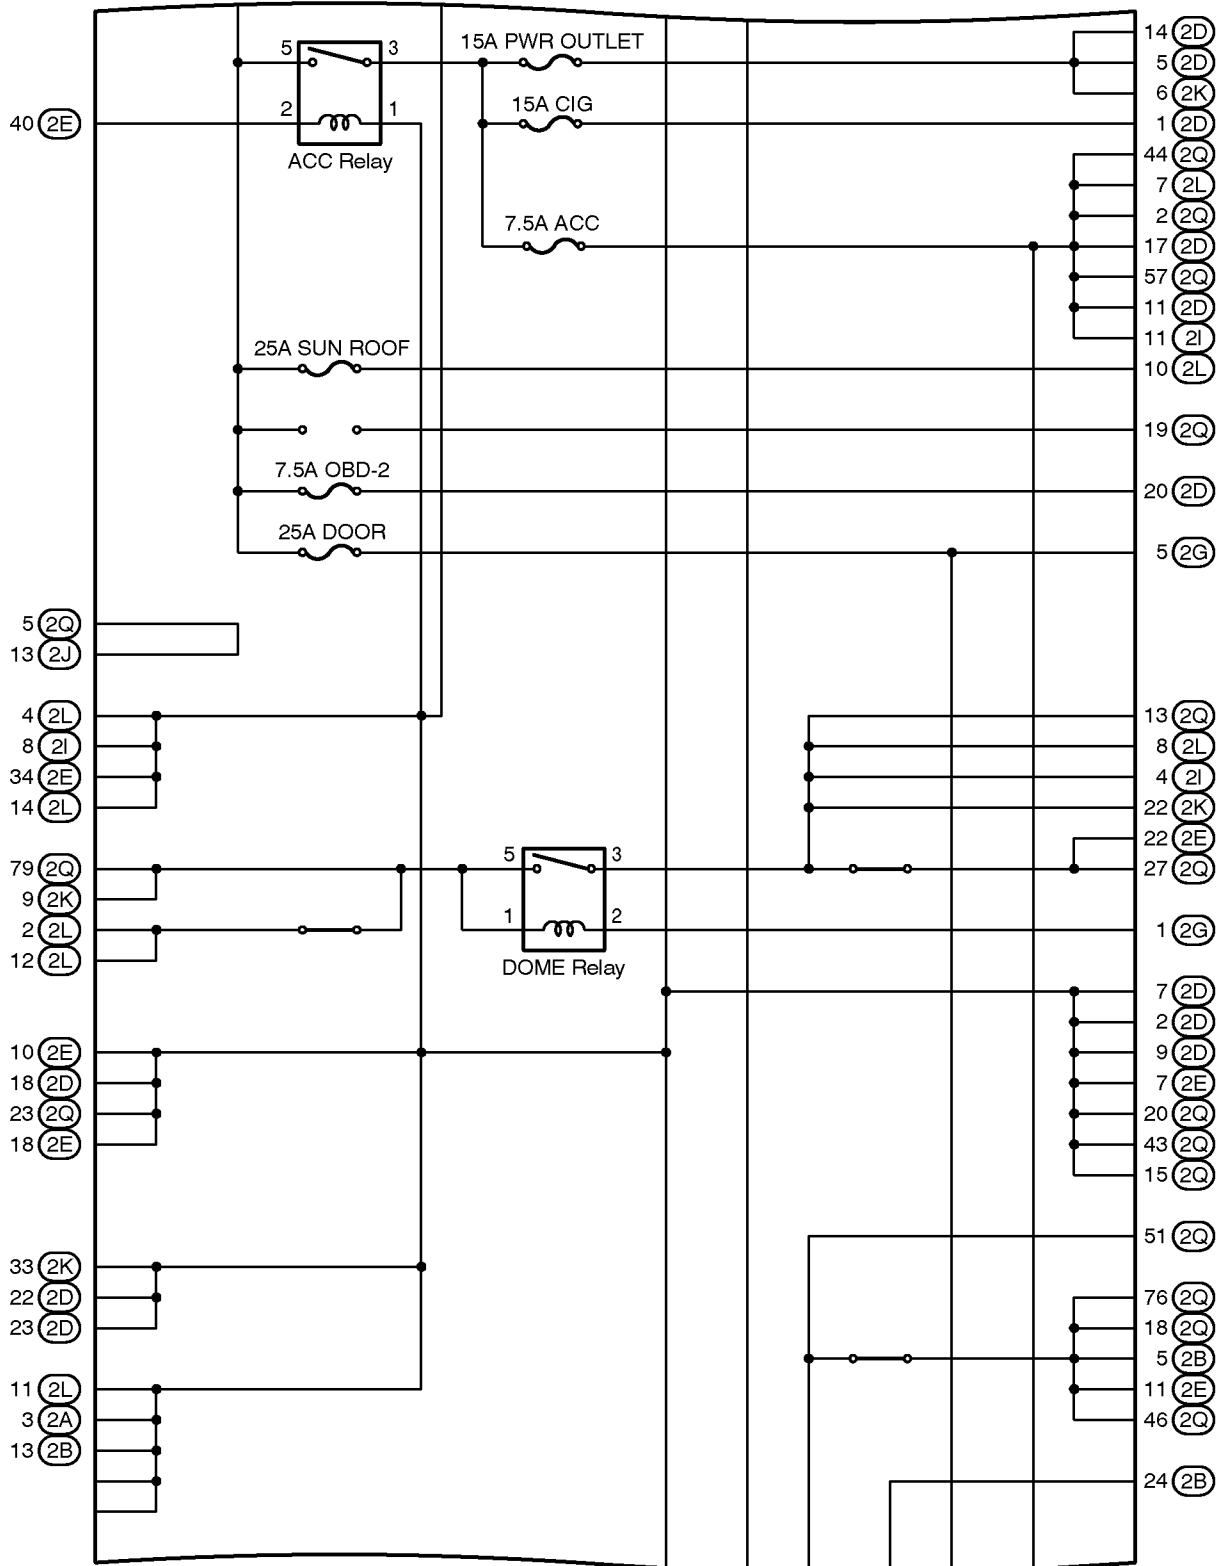 14 2D
5 3 15A PWR OUTLET 5 2D
6 2K
15A CIG
40 2E 2 1 1 2D
ACC Relay 44 2Q
7 2L
7.5A ACC 2 2Q
17 2D
57 2Q
11 2D
25A SUN ROOF 11 2I
10 2L
19 2Q
7.5A OBD-2
20 2D
25A DOOR
5 2G
5 2Q
13 2J
4 2L 13 2Q
8 2I 8 2L
34 2E 4 2I
14 2L 22 2K
22 2E
79 2Q 5 3 27 2Q
9 2K
2 2L 1 2 1 2G
12 2L DOME Relay
7 2D
2 2D
10 2E 9 2D
18 2D 7 2E
23 2Q 20 2Q
18 2E 43 2Q
15 2Q
51 2Q
33 2K
22 2D 76 2Q
23 2D 18 2Q
5 2B
11 2L 11 2E
3 2A 46 2Q
13 2B
24 2B